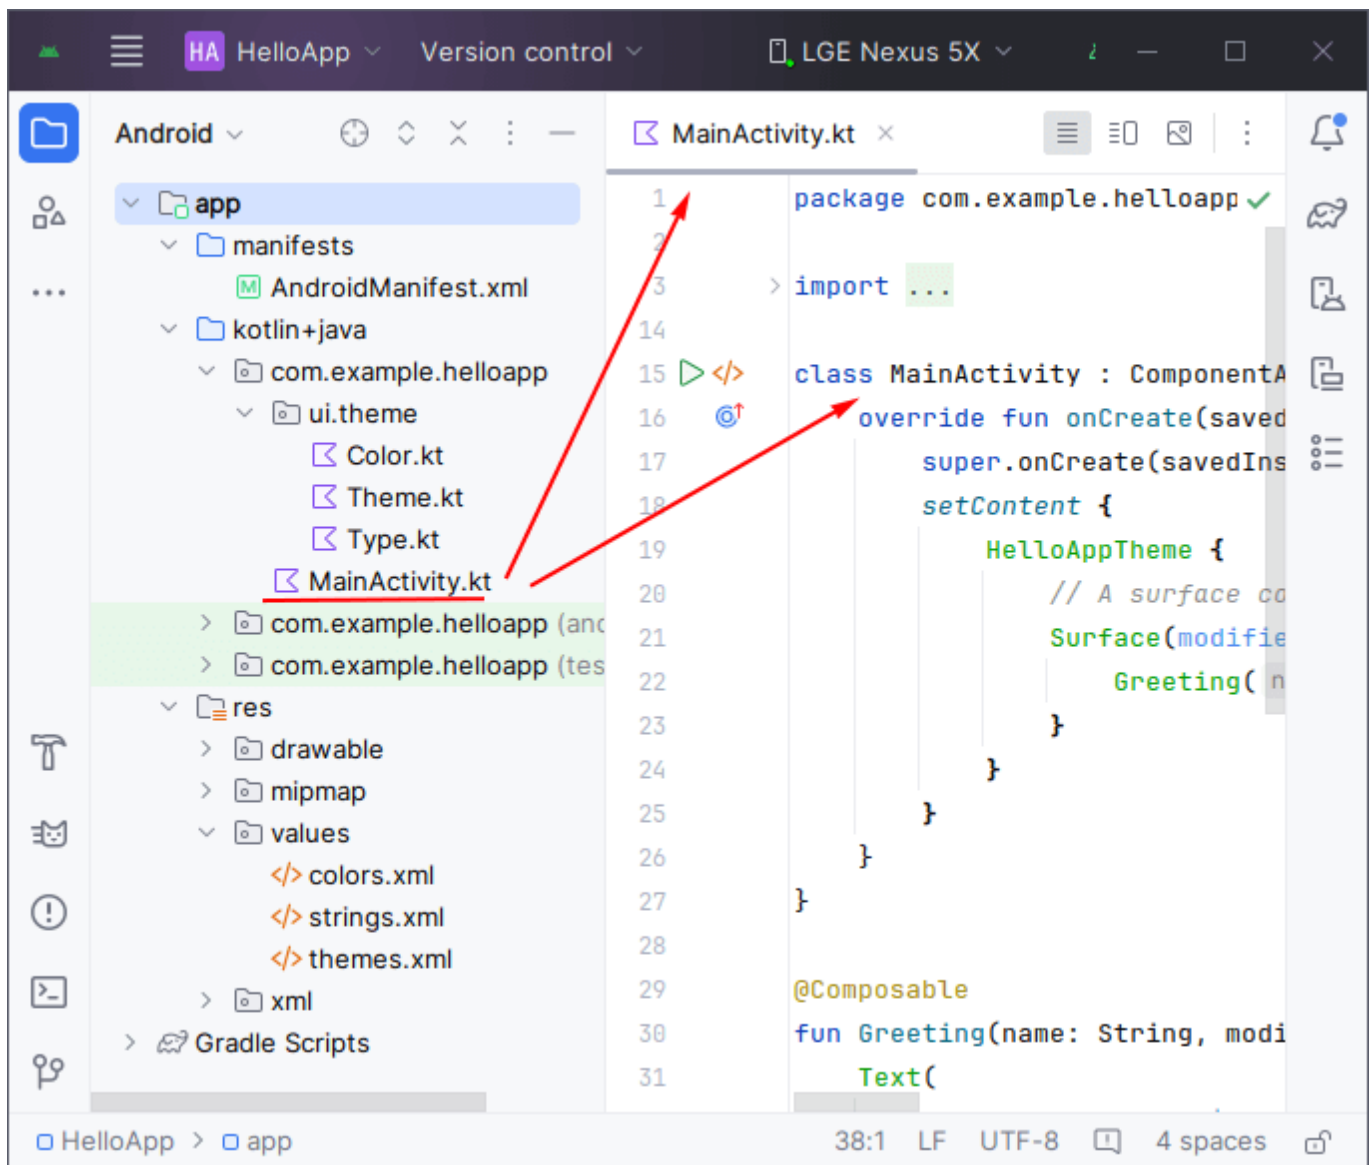 HA HelloApp Version control LGE Nexus 5X
Android
MainActivity.kt
app
manifests
AndroidManifest.xml
kotlin+java
com.example.helloapp
ui.theme
Color.kt
Theme.kt
Type.kt
MainActivity.kt
com.example.helloapp (and
com.example.helloapp (tes
res
drawable
mipmap
values
colors.xml
strings.xml
themes.xml
xml
Gradle Scripts
1 package com.example.helloapp
2
3 import ...
14
15 class MainActivity : ComponentA
16 override fun onCreate(saved
17 super.onCreate(savedIns
18 setContent {
19 HelloAppTheme {
20 // A surface co
21 Surface(modifie
22 Greeting( n
23 }
24 }
25 }
26 }
27 }
28
29 @Composable
30 fun Greeting(name: String, modi
31 Text(
HelloApp > app
38:1 LF UTF-8 4 spaces